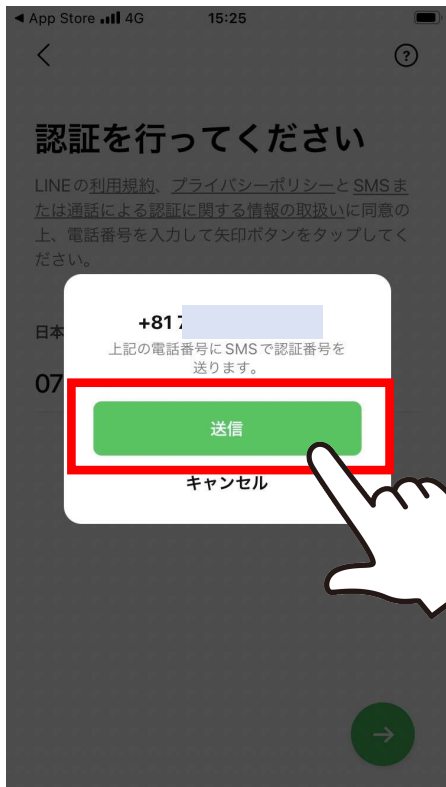 ◀ App Store 4G 15:25
?
認証を行ってください
LINEの利用規約、プライバシーポリシーとSMSま
たは通話による認証に関する情報の取扱いに同意の
上、電話番号を入力して矢印ボタンをタップしてく
ださい。
日本
07
+81 7
上記の電話番号にSMSで認証番号を
送ります。
送信
キャンセル